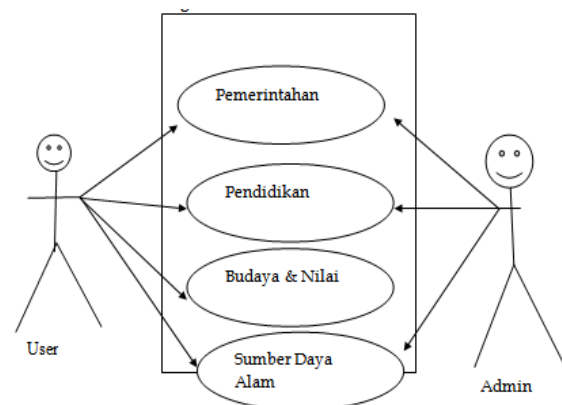 Pemerintahan
Pendidikan
Budaya & Nilai
Sumber Daya
Alam
User
Admin